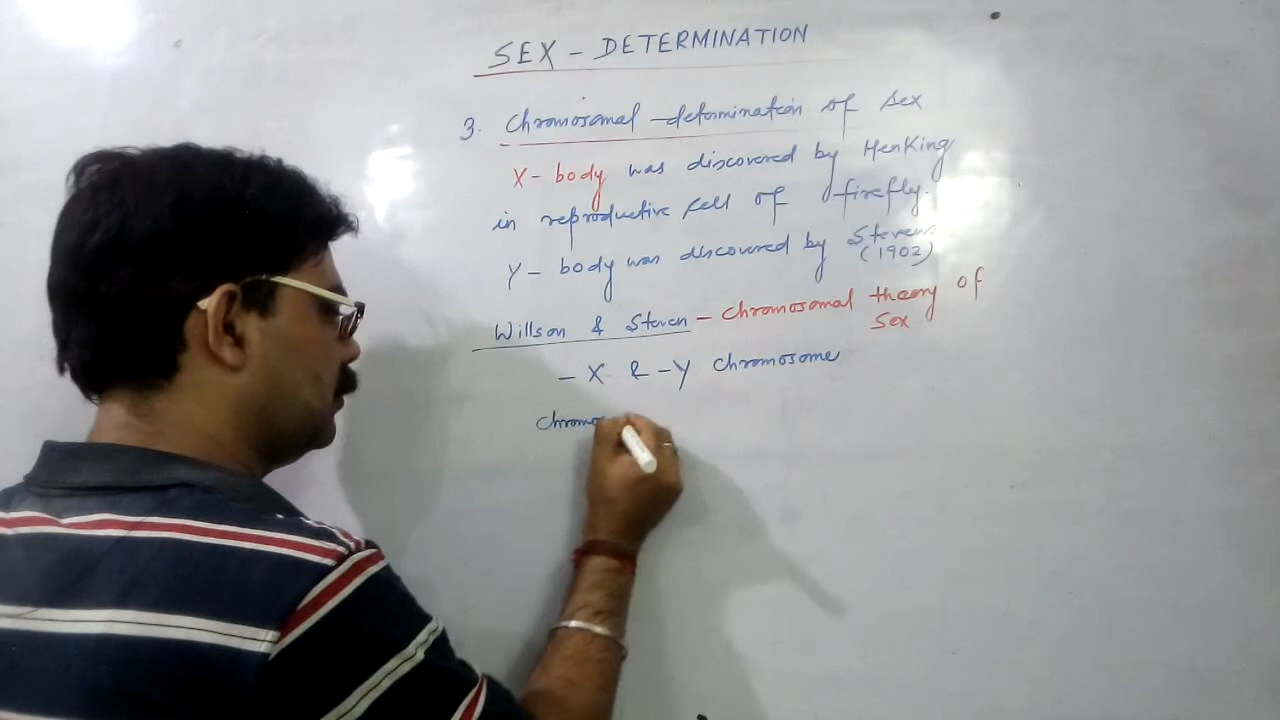 SEX - DETERMINATION
3. Chromosomal determination of sex
X - body was discovered by HenKing
in reproductive cell of firefly.
Y - body was discovered by Stevens
(1902)
Willson & Steven - Chromosomal theory of
Sex
- X & - Y Chromosome
Chromo